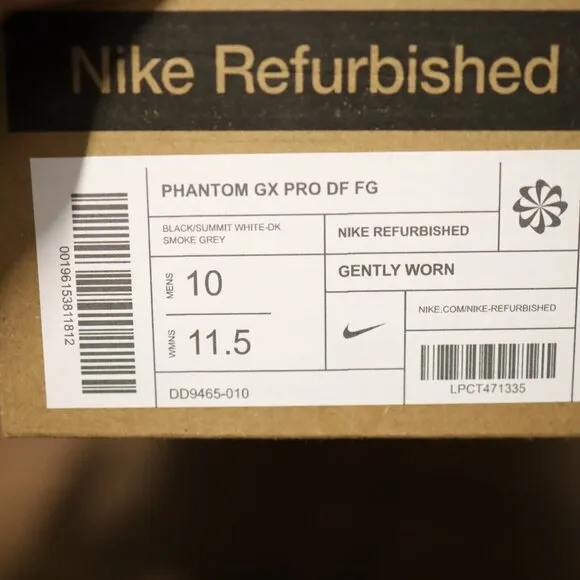 Nike Refurbished
PHANTOM GX PRO DF FG
BLACK/SUMMIT WHITE-DK
SMOKE GREY
NIKE REFURBISHED
GENTLY WORN
MENS 10
WMNS 11.5
NIKE.COM/NIKE-REFURBISHED
DD9465-010
LPCT471335
00196153811812